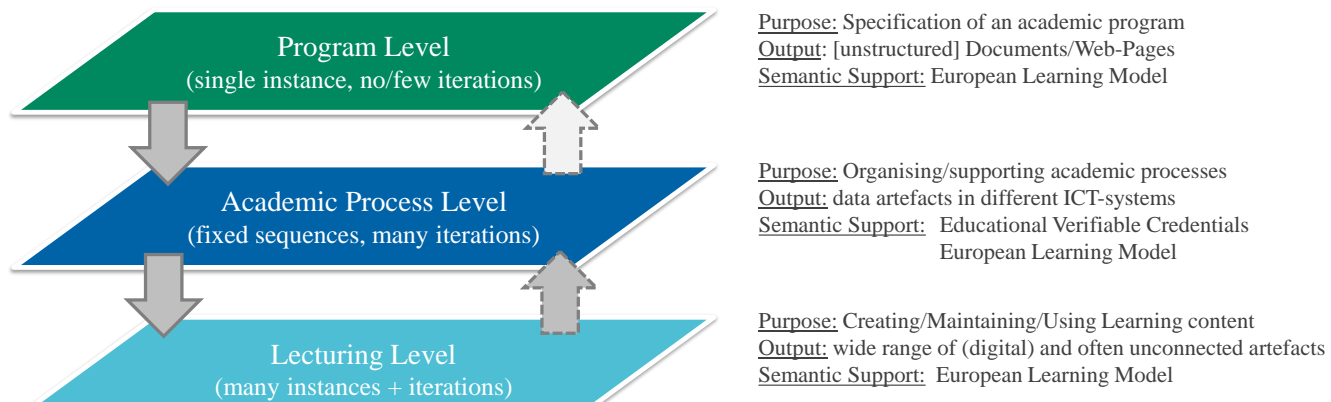 Program Level
(single instance, no/few iterations)
Purpose: Specification of an academic program
Output: [unstructured] Documents/Web-Pages
Semantic Support: European Learning Model
Academic Process Level
(fixed sequences, many iterations)
Purpose: Organising/supporting academic processes
Output: data artefacts in different ICT-systems
Semantic Support: Educational Verifiable Credentials
European Learning Model
Lecturing Level
(many instances + iterations)
Purpose: Creating/Maintaining/Using Learning content
Output: wide range of (digital) and often unconnected artefacts
Semantic Support: European Learning Model